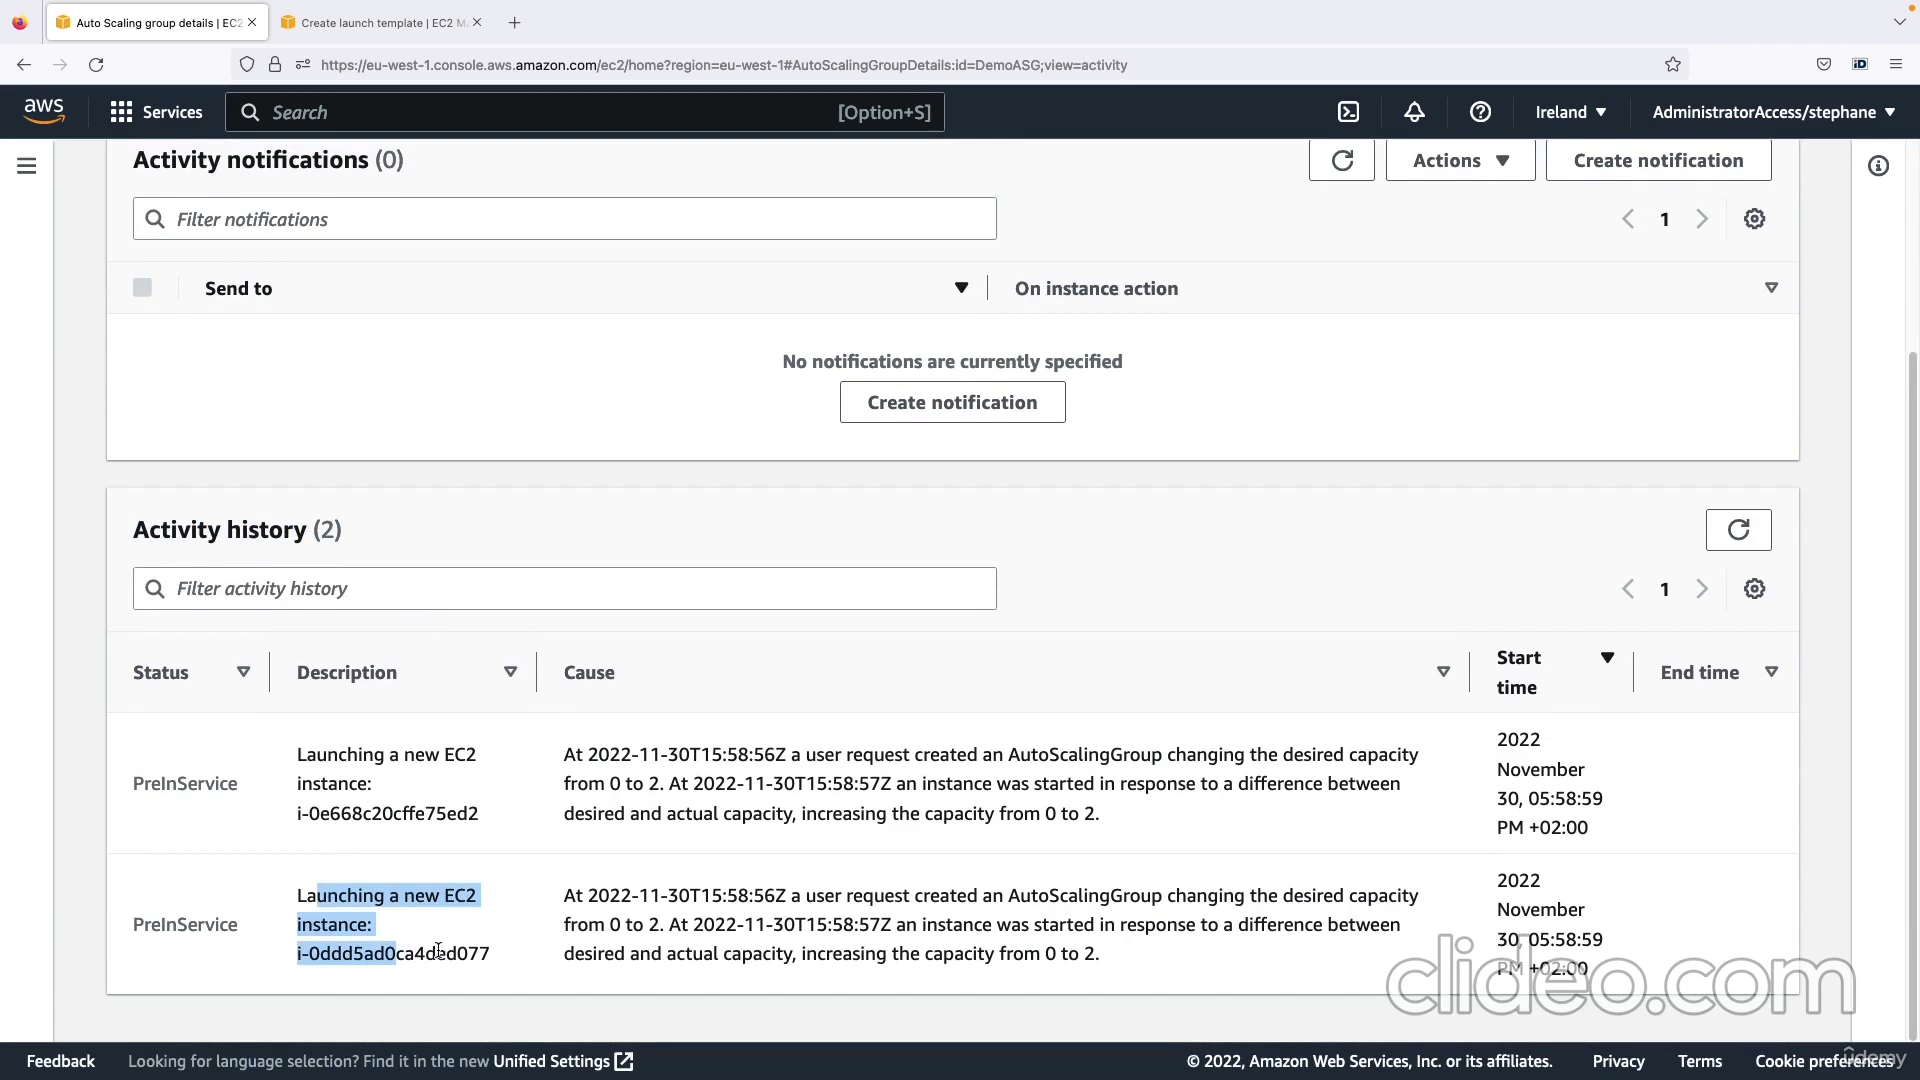 Auto Scaling group details | EC2
Create launch template | EC2 M
https://eu-west-1.console.aws.amazon.com/ec2/home?region=eu-west-1#AutoScalingGroupDetails:id=DemoASG;view=activity
aws
Services
Search
[Option+S]
Ireland
AdministratorAccess/stephane
Activity notifications (0)
Actions
Create notification
Filter notifications
1
Send to
On instance action
No notifications are currently specified
Create notification
Activity history (2)
Filter activity history
1
Status
Description
Cause
Start
time
End time
PreInService
Launching a new EC2
instance:
i-0e668c20cffe75ed2
At 2022-11-30T15:58:56Z a user request created an AutoScalingGroup changing the desired capacity
from 0 to 2. At 2022-11-30T15:58:57Z an instance was started in response to a difference between
desired and actual capacity, increasing the capacity from 0 to 2.
2022
November
30, 05:58:59
PM +02:00
PreInService
Launching a new EC2
instance:
i-0ddd5ad0ca4ded077
At 2022-11-30T15:58:56Z a user request created an AutoScalingGroup changing the desired capacity
from 0 to 2. At 2022-11-30T15:58:57Z an instance was started in response to a difference between
desired and actual capacity, increasing the capacity from 0 to 2.
2022
November
30, 05:58:59
PM +02:00
clideo.com
Feedback
Looking for language selection? Find it in the new Unified Settings
© 2022, Amazon Web Services, Inc. or its affiliates.
Privacy
Terms
Cookie preferences
udemy